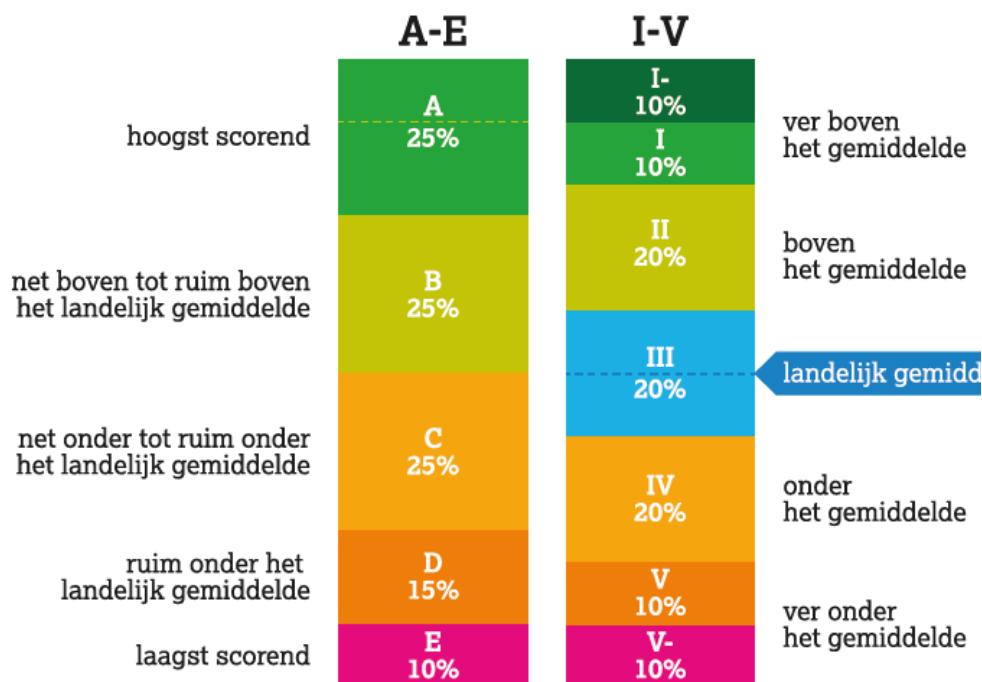 A-E
I-V
hoogst scorend
A
25%
I-
10%
I
10%
ver boven
het gemiddelde
net boven tot ruim boven
het landelijk gemiddelde
B
25%
II
20%
boven
het gemiddelde
III
20%
landelijk gemidd
net onder tot ruim onder
het landelijk gemiddelde
C
25%
IV
20%
onder
het gemiddelde
ruim onder het
landelijk gemiddelde
D
15%
V
10%
ver onder
het gemiddelde
laagst scorend
E
10%
V-
10%